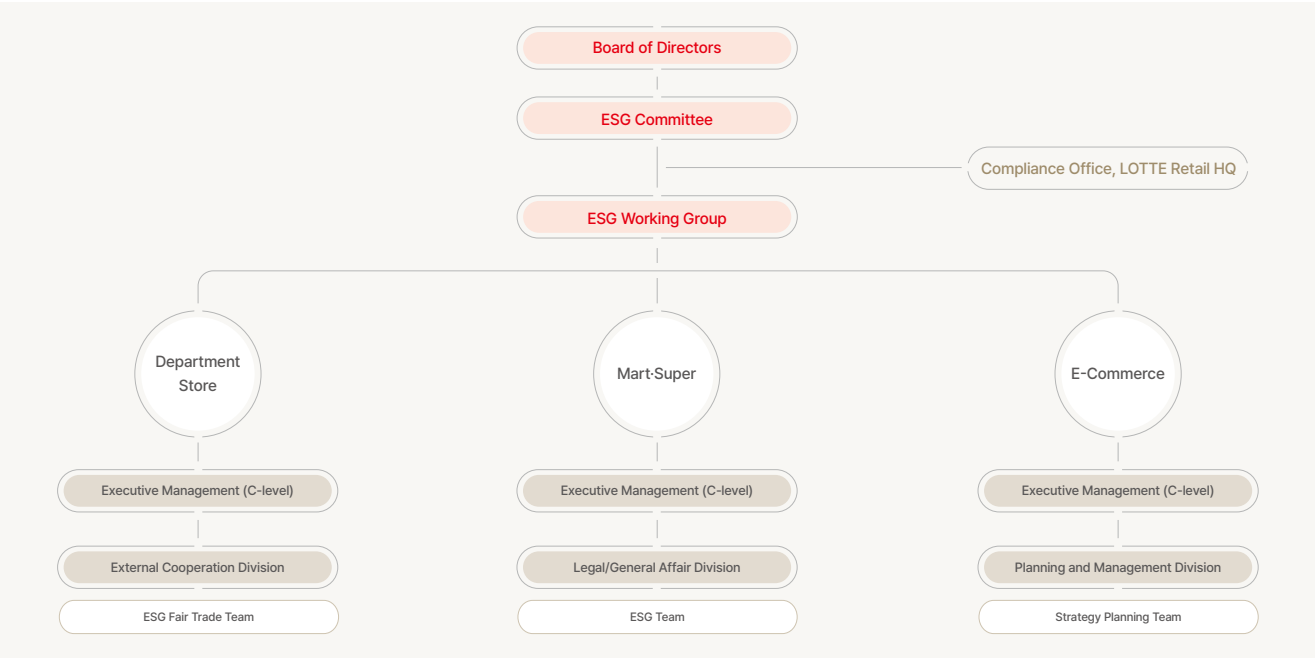 Board of Directors
ESG Committee
Compliance Office, LOTTE Retail HQ
ESG Working Group
Department
Store
Mart·Super
E-Commerce
Executive Management (C-level)
Executive Management (C-level)
Executive Management (C-level)
External Cooperation Division
Legal/General Affair Division
Planning and Management Division
ESG Fair Trade Team
ESG Team
Strategy Planning Team